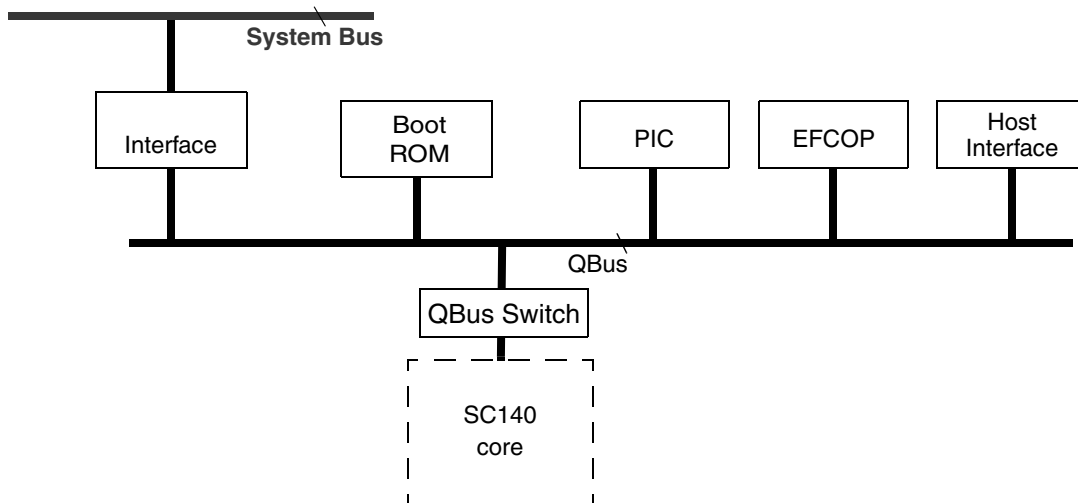 System Bus
Interface
Boot
ROM
PIC
EFCOP
Host
Interface
QBus
QBus Switch
SC140
core